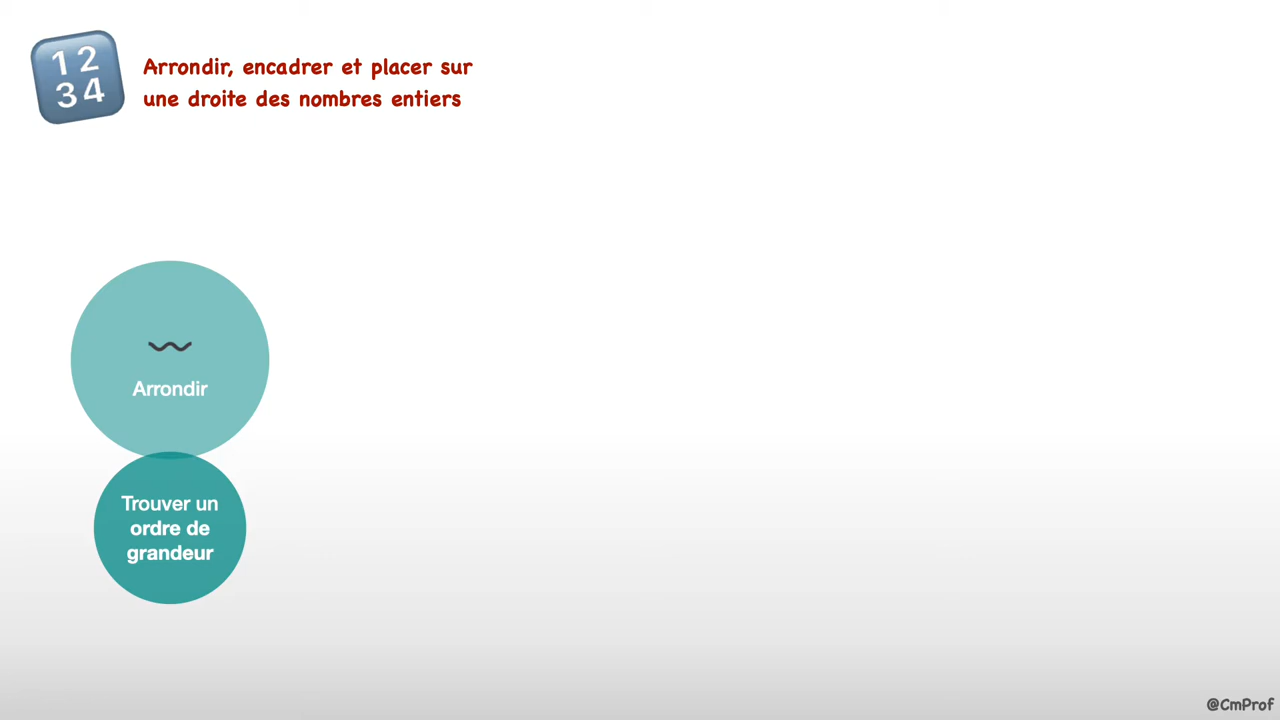 1 2
3 4
Arrondir, encadrer et placer sur
une droite des nombres entiers
Arrondir
Trouver un
ordre de
grandeur
@CmProf